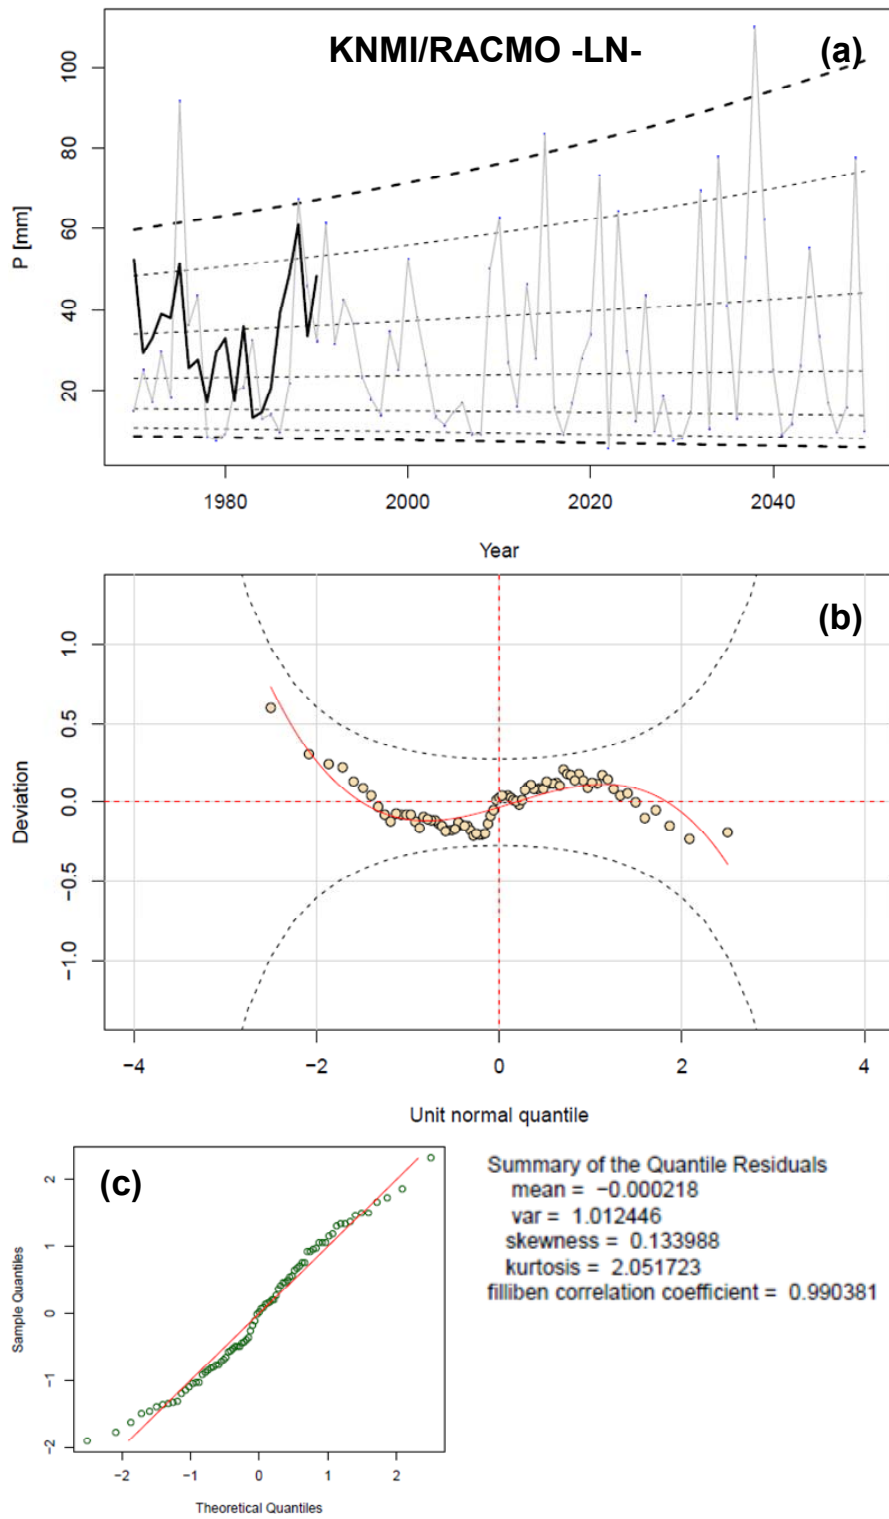 KNMI/RACMO -LN-
(a)
P [mm]
100
80
60
40
20
1980
2000
2020
2040
Year
(b)
Deviation
1.0
0.5
0.0
−0.5
−1.0
−4
−2
0
2
4
Unit normal quantile
(c)
Sample Quantiles
2
1
0
−1
−2
−2
−1
0
1
2
Theoretical Quantiles
Summary of the Quantile Residuals
mean = −0.000218
var = 1.012446
skewness = 0.133988
kurtosis = 2.051723
filliben correlation coefficient = 0.990381